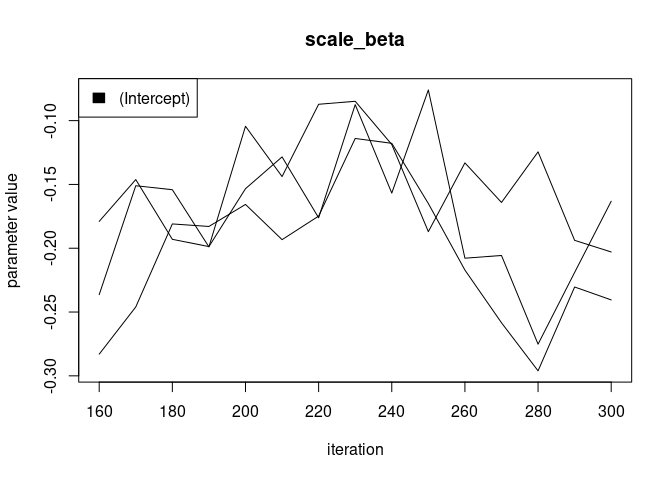 scale_beta
(Intercept)
parameter value
-0.10
-0.15
-0.20
-0.25
-0.30
160 180 200 220 240 260 280 300
iteration